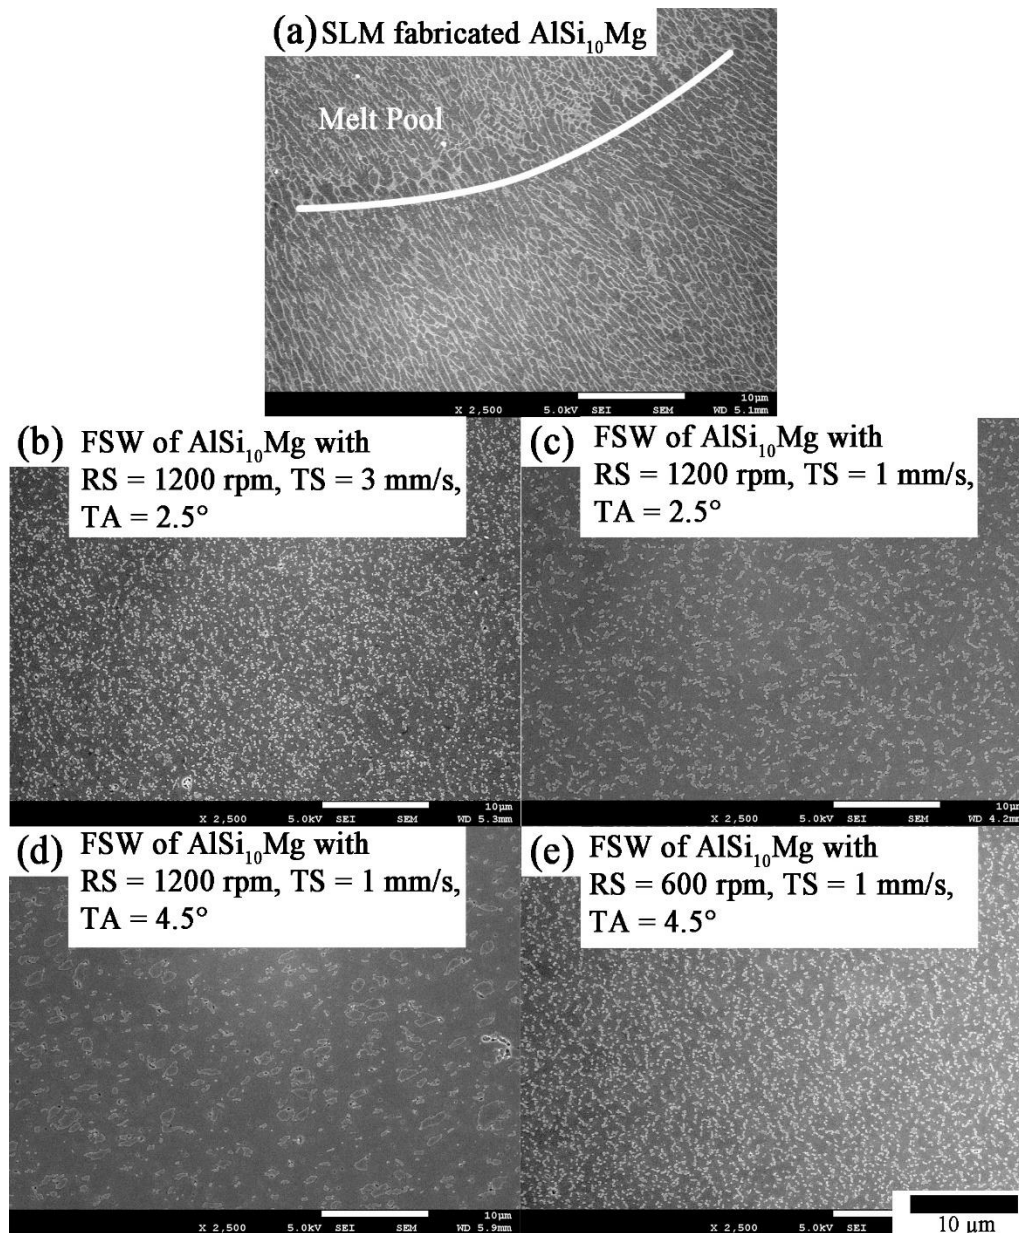 (a) SLM fabricated AlSi₁₀Mg
Melt Pool
10µm
X 2,500 5.0kV SEI SEM WD 5.1mm
(b) FSW of AlSi₁₀Mg with
RS = 1200 rpm, TS = 3 mm/s,
TA = 2.5°
10µm
X 2,500 5.0kV SEI SEM WD 5.3mm
(c) FSW of AlSi₁₀Mg with
RS = 1200 rpm, TS = 1 mm/s,
TA = 2.5°
10µm
X 2,500 5.0kV SEI SEM WD 4.2mm
(d) FSW of AlSi₁₀Mg with
RS = 1200 rpm, TS = 1 mm/s,
TA = 4.5°
10µm
X 2,500 5.0kV SEI SEM WD 5.9mm
(e) FSW of AlSi₁₀Mg with
RS = 600 rpm, TS = 1 mm/s,
TA = 4.5°
X 2,500 5.0kV SEI
10 µm